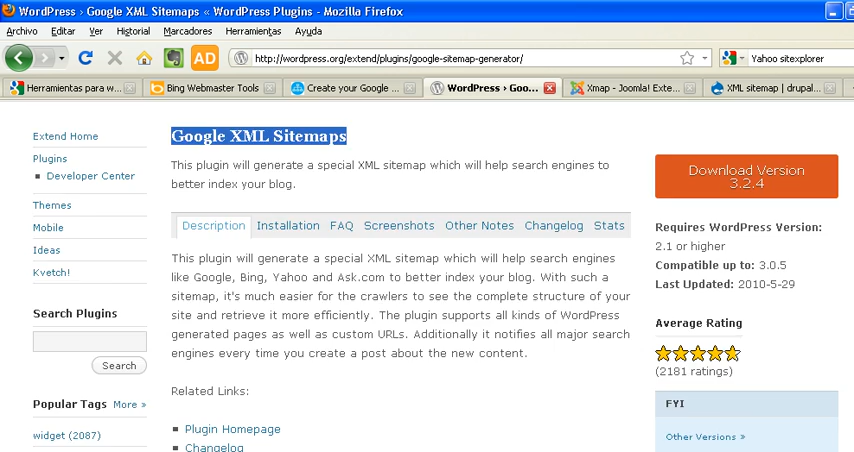 WordPress › Google XML Sitemaps « WordPress Plugins - Mozilla Firefox
Archivo Editar Ver Historial Marcadores Herramientas Ayuda
AD http://wordpress.org/extend/plugins/google-sitemap-generator/ Yahoo sitexplorer
Herramientas para w... Bing Webmaster Tools Create your Google ... WordPress › Goo... Xmap - Joomla! Exte... XML sitemap | drupal...
Extend Home
Plugins
Developer Center
Themes
Mobile
Ideas
Kvetch!
Search Plugins
Search
Popular Tags More »
widget (2087)
Google XML Sitemaps
This plugin will generate a special XML sitemap which will help search engines to
better index your blog.
Description Installation FAQ Screenshots Other Notes Changelog Stats
This plugin will generate a special XML sitemap which will help search engines
like Google, Bing, Yahoo and Ask.com to better index your blog. With such a
sitemap, it's much easier for the crawlers to see the complete structure of your
site and retrieve it more efficiently. The plugin supports all kinds of WordPress
generated pages as well as custom URLs. Additionally it notifies all major search
engines every time you create a post about the new content.
Related Links:
Plugin Homepage
Changelog
Download Version
3.2.4
Requires WordPress Version:
2.1 or higher
Compatible up to: 3.0.5
Last Updated: 2010-5-29
Average Rating
(2181 ratings)
FYI
Other Versions »